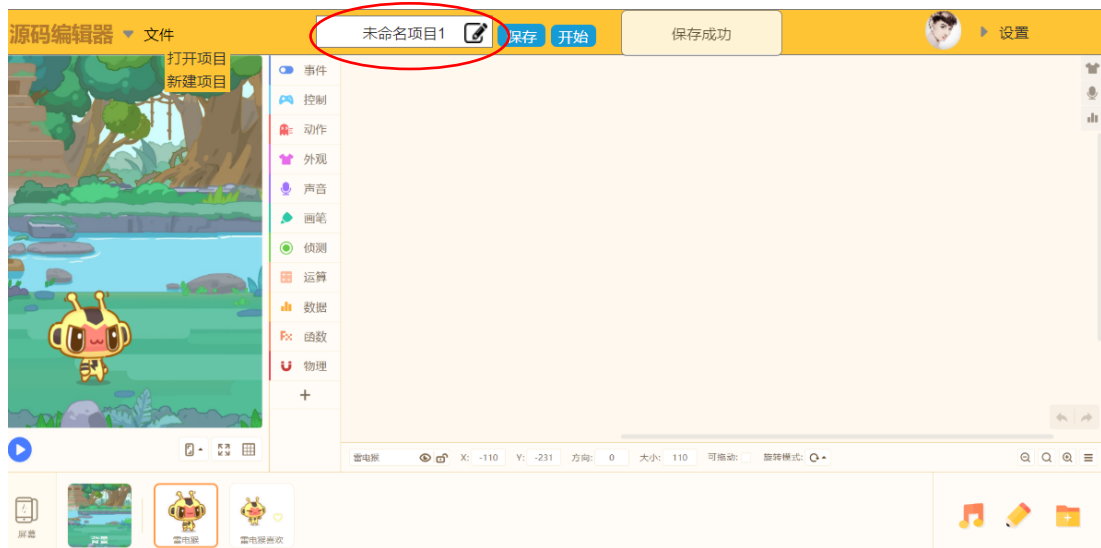 源码编辑器 文件
未命名项目1
保存 开始
保存成功
设置
打开项目
新建项目
事件
控制
动作
外观
声音
画笔
侦测
运算
数据
Fx 函数
物理
+
雷电猴 X: -110 Y: -231 方向: 0 大小: 110 可拖动: 旋转模式:
屏幕
背景
雷电猴
雷电猴喜欢